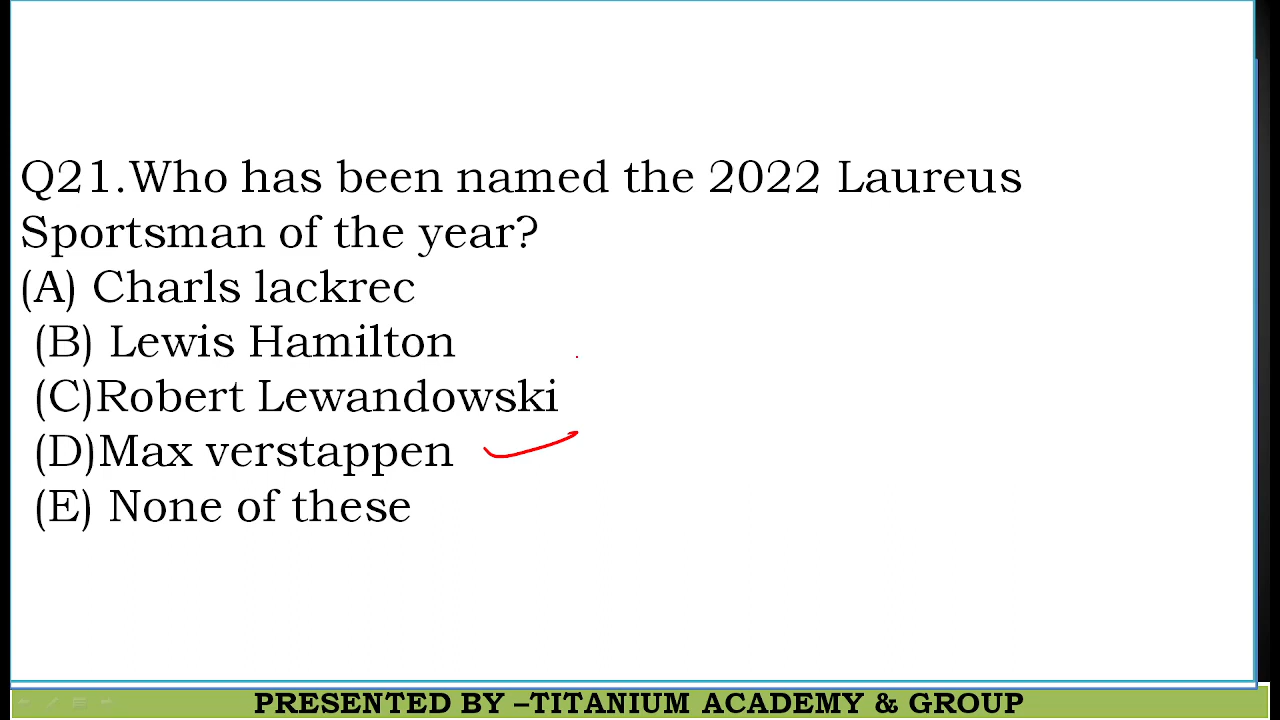 Q21.Who has been named the 2022 Laureus
Sportsman of the year?
(A) Charls lackrec
(B) Lewis Hamilton
(C)Robert Lewandowski
(D)Max verstappen
(E) None of these
PRESENTED BY –TITANIUM ACADEMY & GROUP